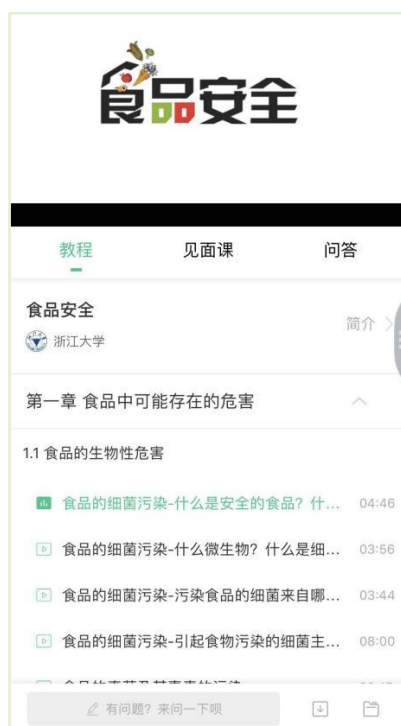 食品安全
教程 见面课 问答
食品安全
简介
浙江大学
第一章 食品中可能存在的危害
1.1 食品的生物性危害
食品的细菌污染-什么是安全的食品？什... 04:46
食品的细菌污染-什么微生物？什么是细... 03:56
食品的细菌污染-污染食品的细菌来自哪... 03:44
食品的细菌污染-引起食物污染的细菌主... 08:00
有问题？来问一下呗